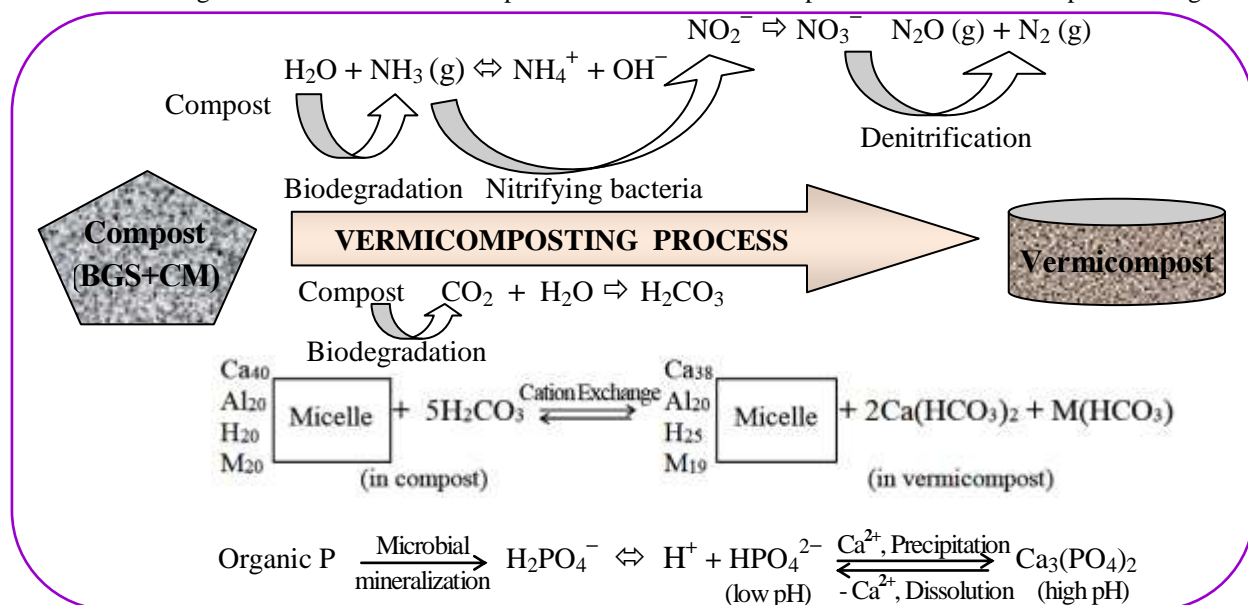 NO₂⁻ ⇨ NO₃⁻ N₂O (g) + N₂ (g)
H₂O + NH₃ (g) ⇔ NH₄⁺ + OH⁻
Compost
Denitrification
Biodegradation Nitrifying bacteria
Compost
(BGS+CM)
VERMICOMPOSTING PROCESS
Vermicompost
Compost CO₂ + H₂O ⇨ H₂CO₃
Biodegradation
Ca₄₀
Al₂₀
H₂₀
M₂₀
Micelle
+ 5H₂CO₃
(in compost)
Cation Exchange
Ca₃₈
Al₂₀
H₂₅
M₁₉
Micelle
+ 2Ca(HCO₃)₂ + M(HCO₃)
(in vermicompost)
Organic P
Microbial
mineralization
H₂PO₄⁻ ⇔ H⁺ + HPO₄²⁻
(low pH)
Ca²⁺, Precipitation
- Ca²⁺, Dissolution
Ca₃(PO₄)₂
(high pH)